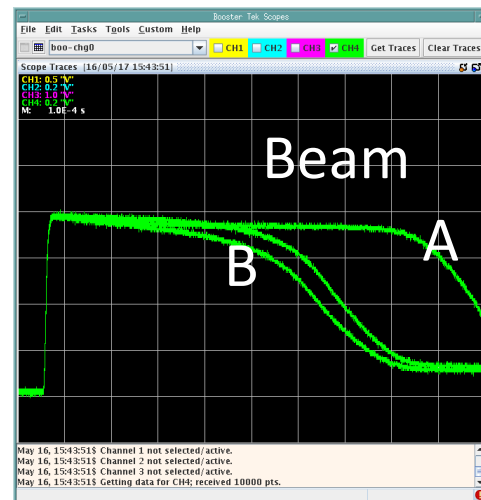 Booster Tek Scopes
File Edit Tasks Tools Custom Help
boo-chg0 CH1 CH2 CH3 CH4 Get Traces Clear Traces
Scope Traces [16/05/17 15:43:51]
CH1: 0.5 "V"
CH2: 0.2 "V"
CH3: 1.0 "V"
CH4: 0.2 "V"
M: 1.0E-4 s
Beam
A
B
May 16, 15:43:51$ Channel 1 not selected/active.
May 16, 15:43:51$ Channel 2 not selected/active.
May 16, 15:43:51$ Channel 3 not selected/active.
May 16, 15:43:51$ Getting data for CH4; received 10000 pts.